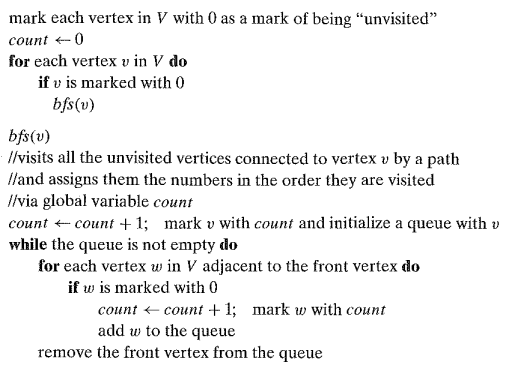 mark each vertex in V with 0 as a mark of being “unvisited”
count ← 0
for each vertex v in V do
if v is marked with 0
bfs(v)
bfs(v)
//visits all the unvisited vertices connected to vertex v by a path
//and assigns them the numbers in the order they are visited
//via global variable count
count ← count + 1; mark v with count and initialize a queue with v
while the queue is not empty do
for each vertex w in V adjacent to the front vertex do
if w is marked with 0
count ← count + 1; mark w with count
add w to the queue
remove the front vertex from the queue